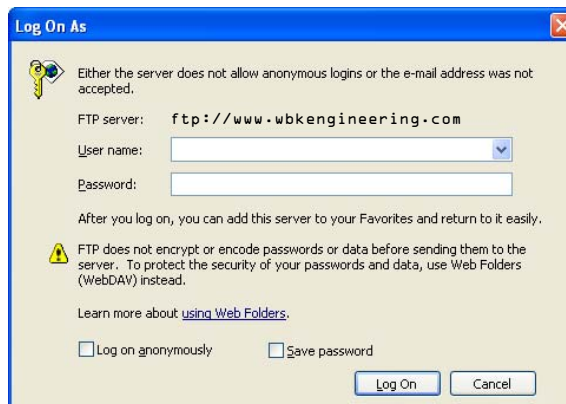 Log On As
Either the server does not allow anonymous logins or the e-mail address was not
accepted.
FTP server: ftp://www.wbkengineering.com
User name:
Password:
After you log on, you can add this server to your Favorites and return to it easily.
FTP does not encrypt or encode passwords or data before sending them to the
server. To protect the security of your passwords and data, use Web Folders
(WebDAV) instead.
Learn more about using Web Folders.
Log on anonymously Save password
Log On Cancel